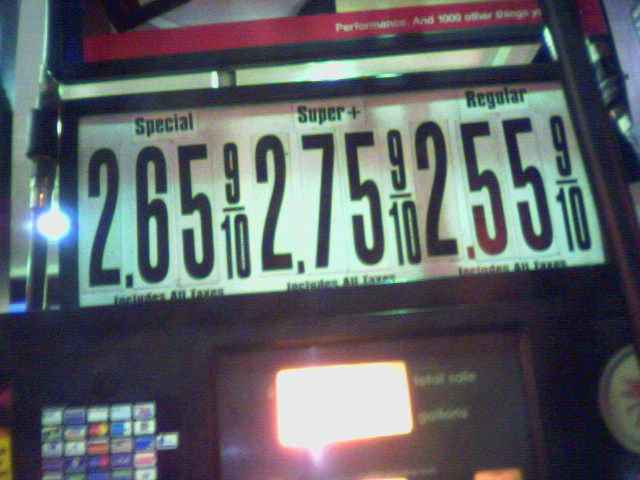 Performance. And 1000 other things
Special Super+ Regular
2.65 9/10 2.75 9/10 2.55 9/10
Includes All Taxes Includes All Taxes Includes All Taxes
total sale
gallons